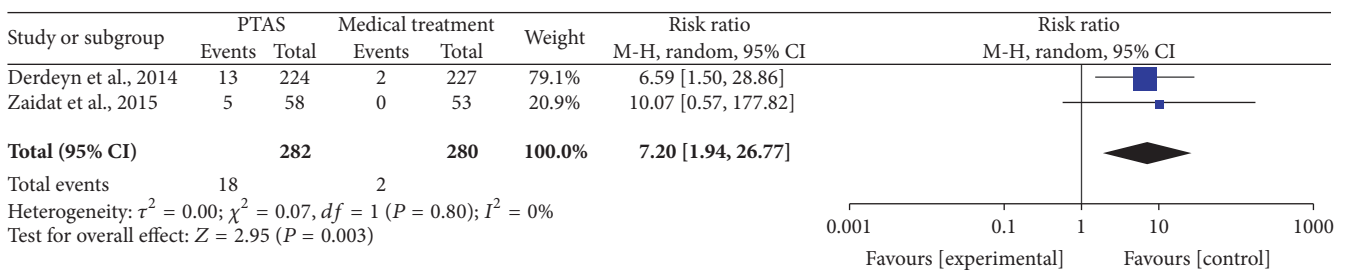 Study or subgroup PTAS Medical treatment Weight Risk ratio Risk ratio
Events Total Events Total M-H, random, 95% CI M-H, random, 95% CI
Derdeyn et al., 2014 13 224 2 227 79.1% 6.59 [1.50, 28.86]
Zaidat et al., 2015 5 58 0 53 20.9% 10.07 [0.57, 177.82]
Total (95% CI) 282 280 100.0% 7.20 [1.94, 26.77]
Total events 18 2
Heterogeneity: τ² = 0.00; χ² = 0.07, df = 1 (P = 0.80); I² = 0%
Test for overall effect: Z = 2.95 (P = 0.003)
0.001 0.1 1 10 1000
Favours [experimental] Favours [control]